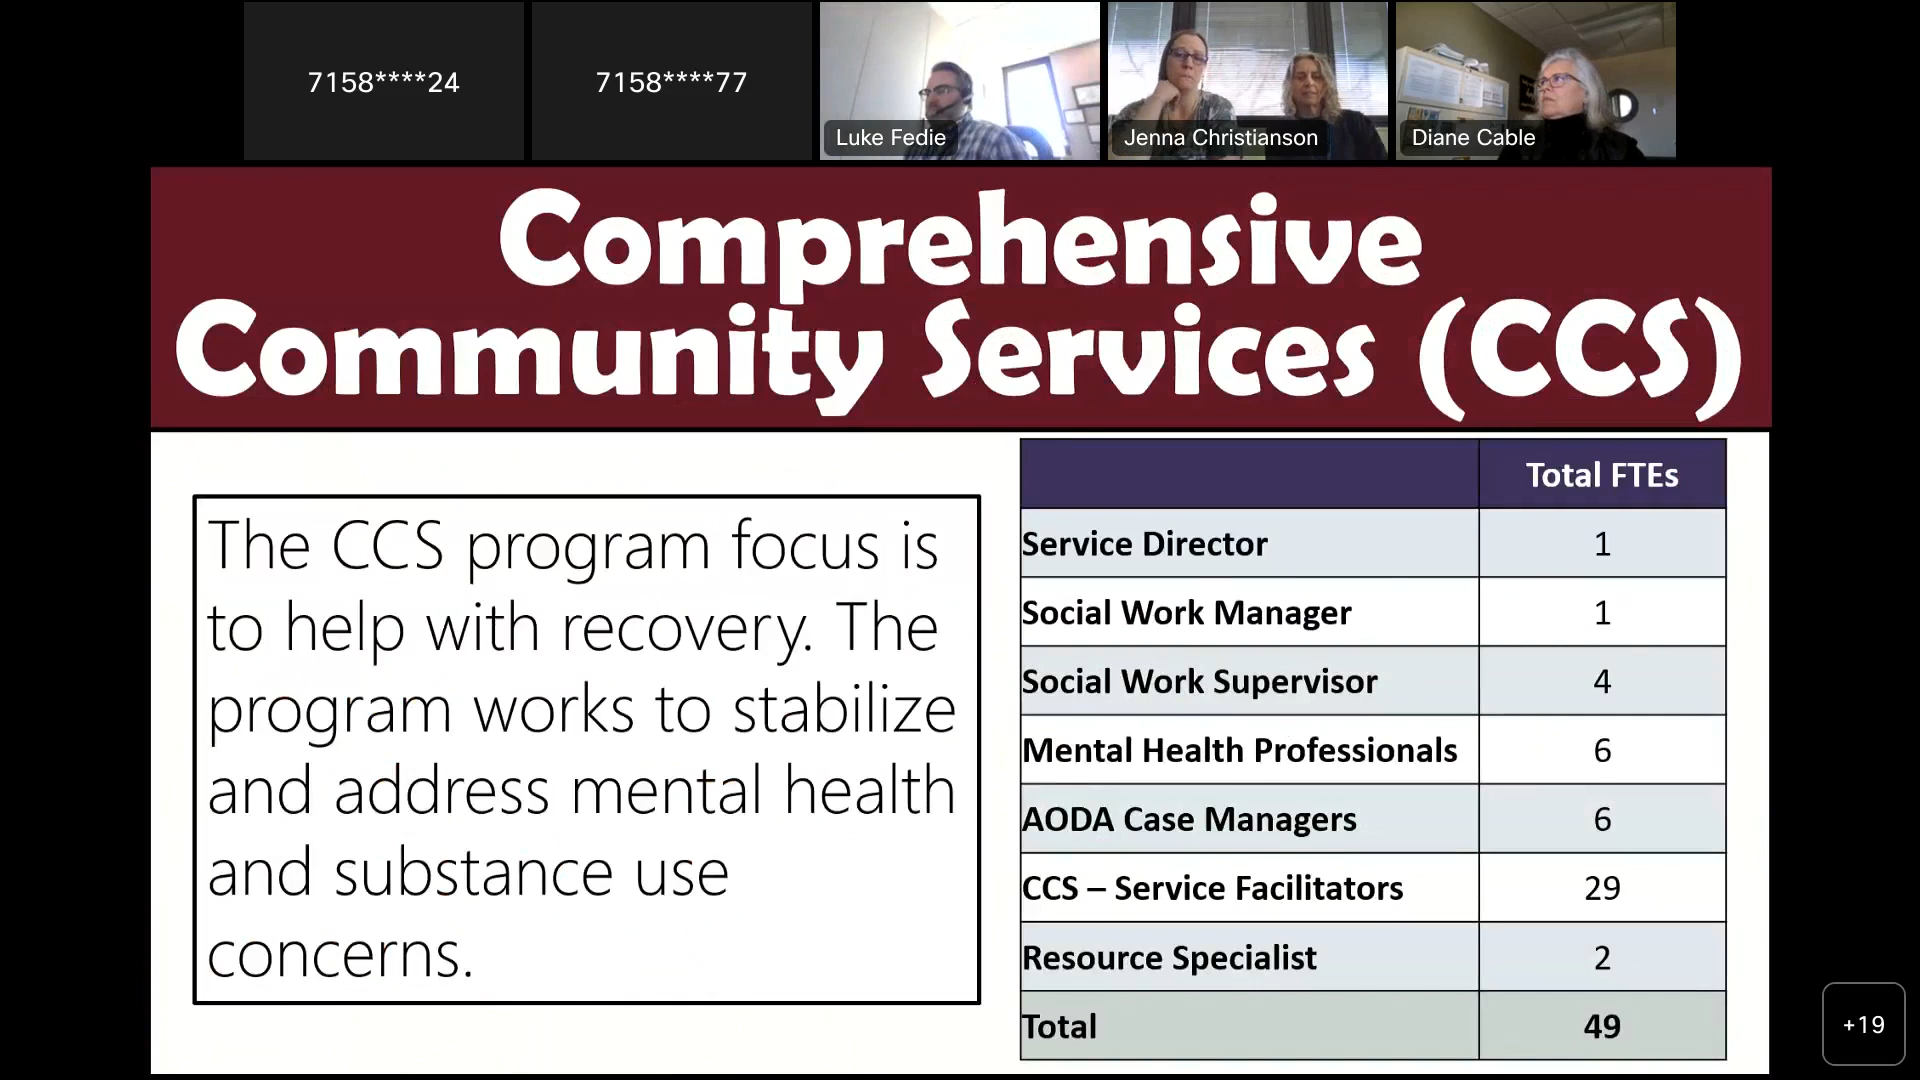 7158****24
7158****77
Luke Fedie
Jenna Christianson
Diane Cable
Comprehensive
Community Services (CCS)
The CCS program focus is
to help with recovery. The
program works to stabilize
and address mental health
and substance use
concerns.
Total FTEs
Service Director 1
Social Work Manager 1
Social Work Supervisor 4
Mental Health Professionals 6
AODA Case Managers 6
CCS – Service Facilitators 29
Resource Specialist 2
Total 49
+19